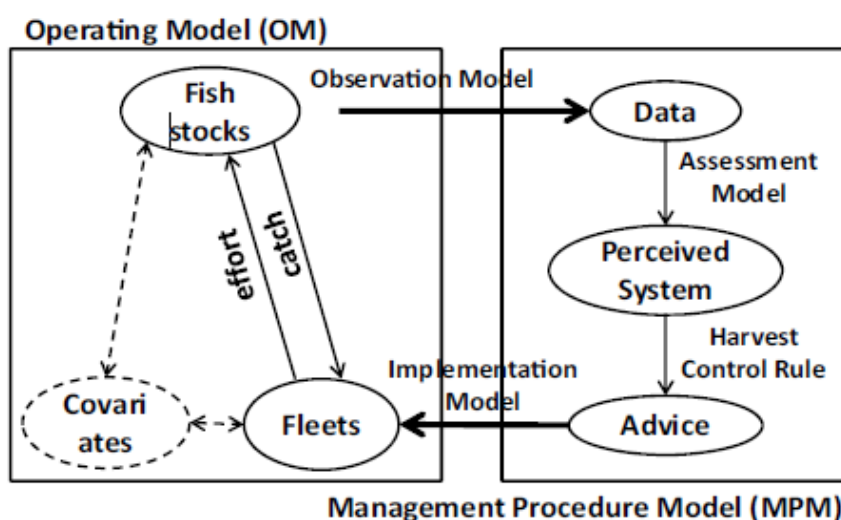 Operating Model (OM)
Fish
stocks
Observation Model
Data
Assessment
Model
effort
catch
Perceived
System
Harvest
Control Rule
Implementation
Model
Covari
ates
Fleets
Advice
Management Procedure Model (MPM)